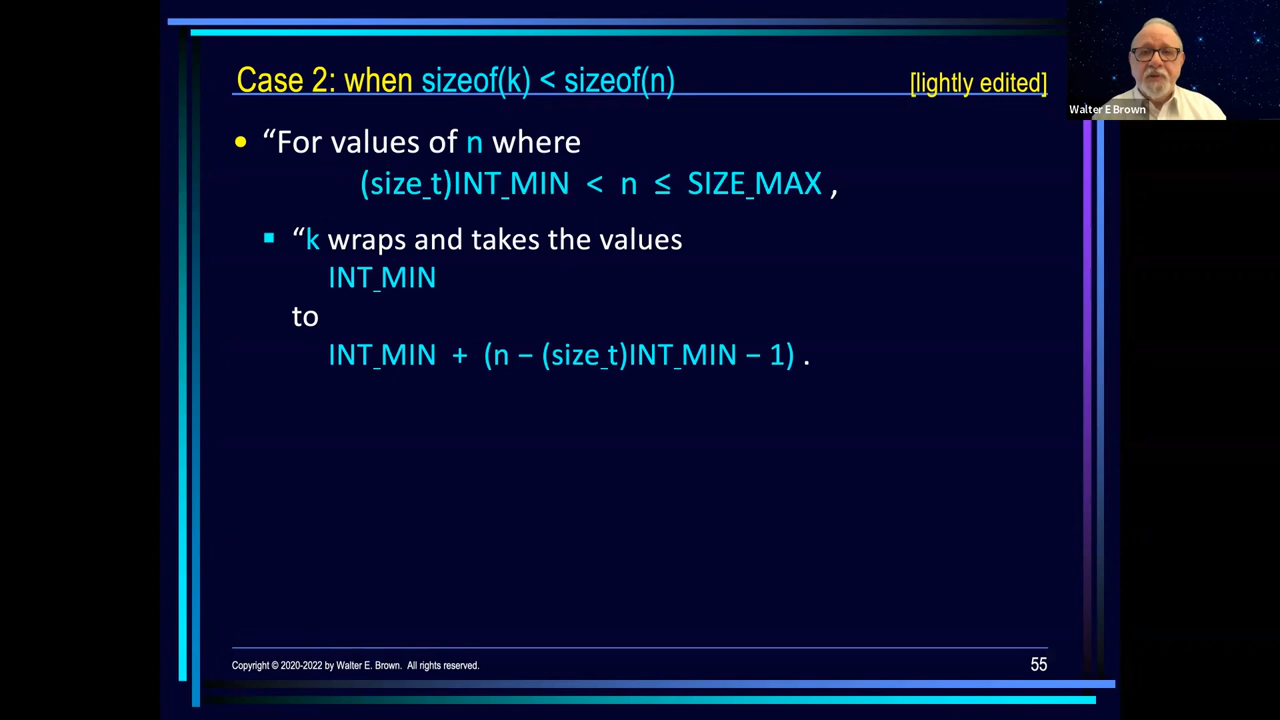 Case 2: when sizeof(k) < sizeof(n) [lightly edited]
Walter E Brown
• “For values of n where
(size_t)INT_MIN < n ≤ SIZE_MAX ,
▪ “k wraps and takes the values
INT_MIN
to
INT_MIN + (n − (size_t)INT_MIN − 1) .
Copyright © 2020-2022 by Walter E. Brown. All rights reserved. 55